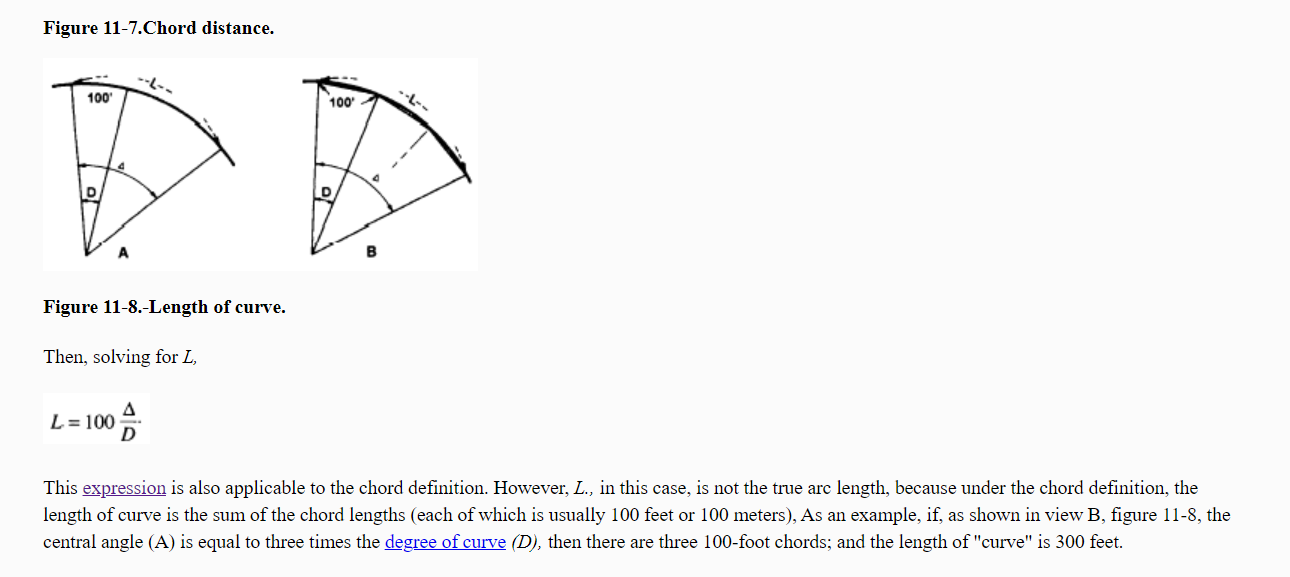 Figure 11-7.Chord distance.
100' --L-- 100' --L--
Δ Δ
D D
A B
Figure 11-8.-Length of curve.
Then, solving for L,
L = 100 Δ/D
This expression is also applicable to the chord definition. However, L., in this case, is not the true arc length, because under the chord definition, the
length of curve is the sum of the chord lengths (each of which is usually 100 feet or 100 meters), As an example, if, as shown in view B, figure 11-8, the
central angle (A) is equal to three times the degree of curve (D), then there are three 100-foot chords; and the length of "curve" is 300 feet.